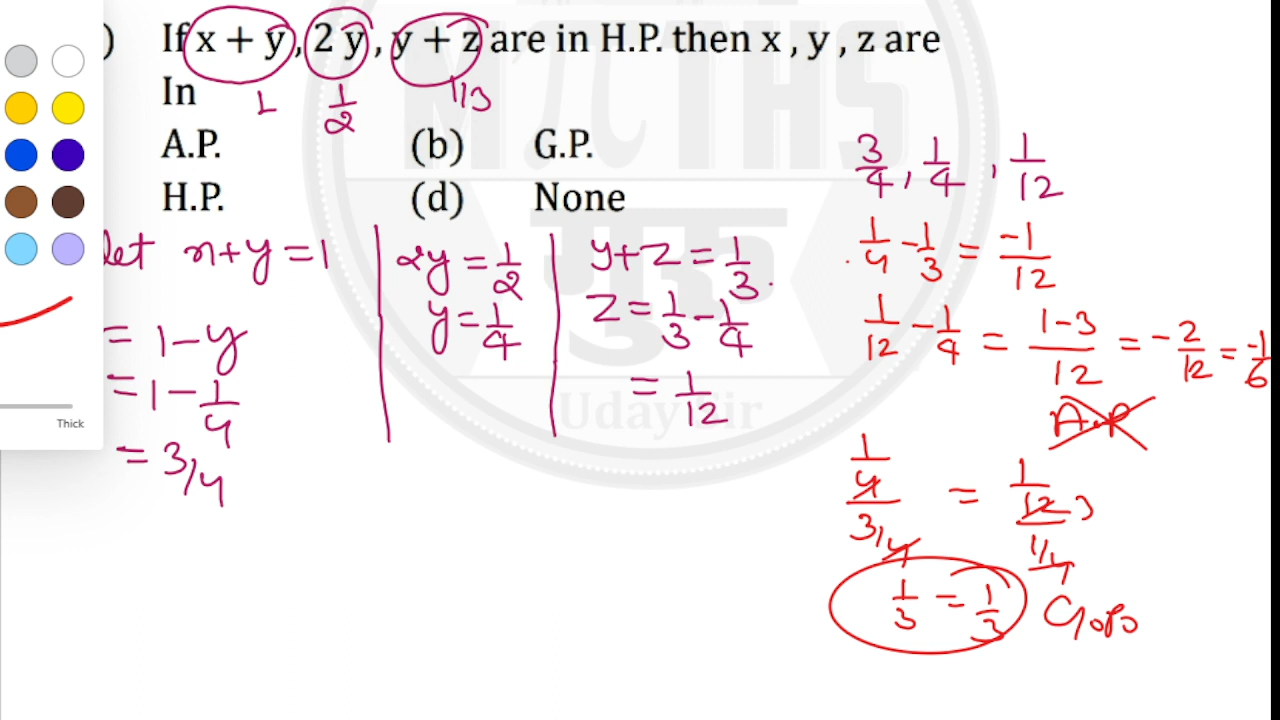 ) If x + y, 2 y, y + z are in H.P. then x , y , z are
In
1 1/2 1/3
A.P. (b) G.P.
H.P. (d) None
let x+y=1
= 1-y
= 1-1/4
= 3/4
2y = 1/2
y = 1/4
y+z = 1/3.
z = 1/3 - 1/4
= 1/12
3/4, 1/4, 1/12
1/4 - 1/3 = -1/12
1/12 - 1/4 = 1-3/12 = -2/12 = -1/6
A.P
1/4 / 3/4 = 1/12 / 1/4
3
1/3 = 1/3 G.P.
MATHS
Uday Sir
Thick